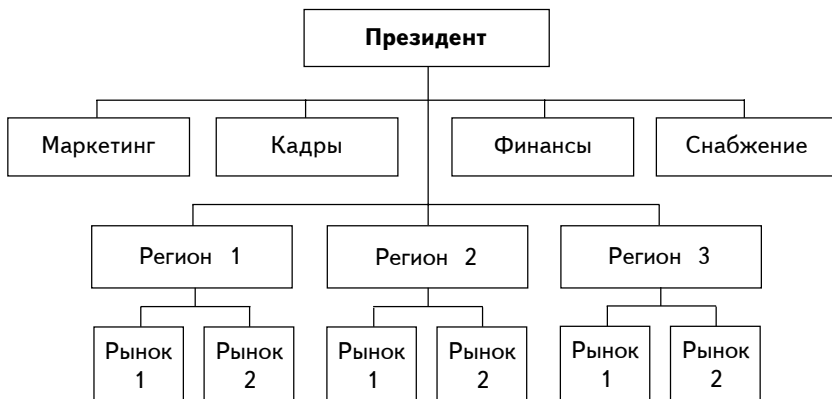 Президент
Маркетинг
Кадры
Финансы
Снабжение
Регион 1
Регион 2
Регион 3
Рынок
1
Рынок
2
Рынок
1
Рынок
2
Рынок
1
Рынок
2